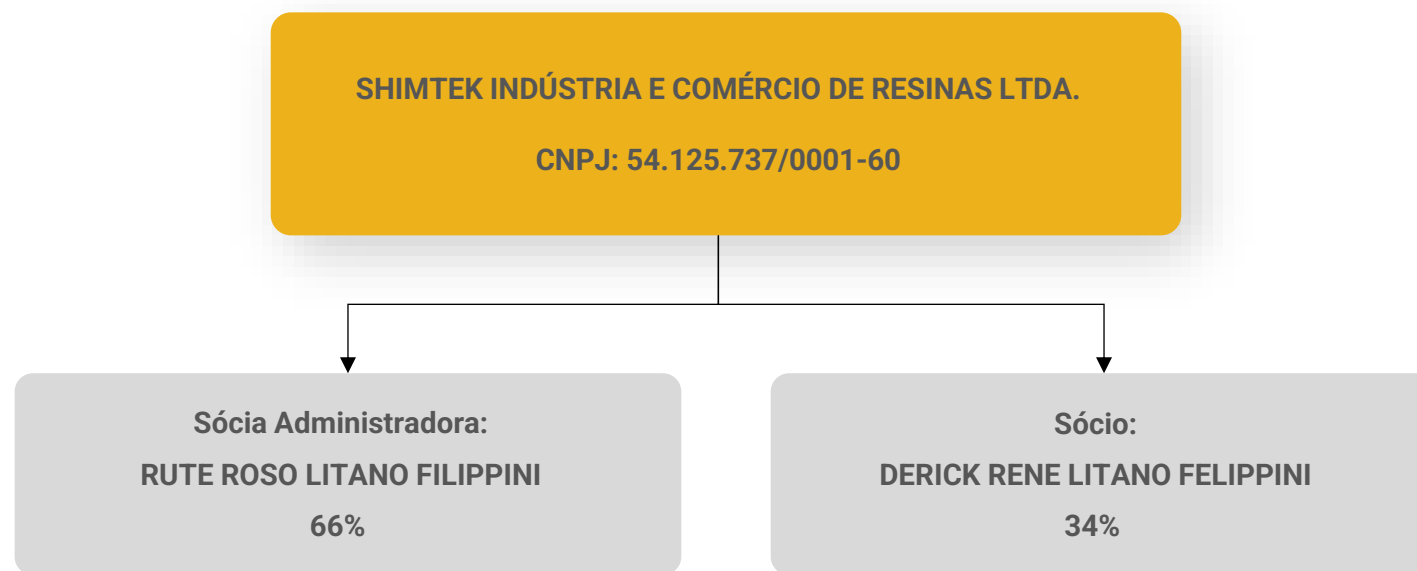 SHIMTEK INDÚSTRIA E COMÉRCIO DE RESINAS LTDA.
CNPJ: 54.125.737/0001-60
Sócia Administradora:
RUTE ROSO LITANO FILIPPINI
66%
Sócio:
DERICK RENE LITANO FELIPPINI
34%